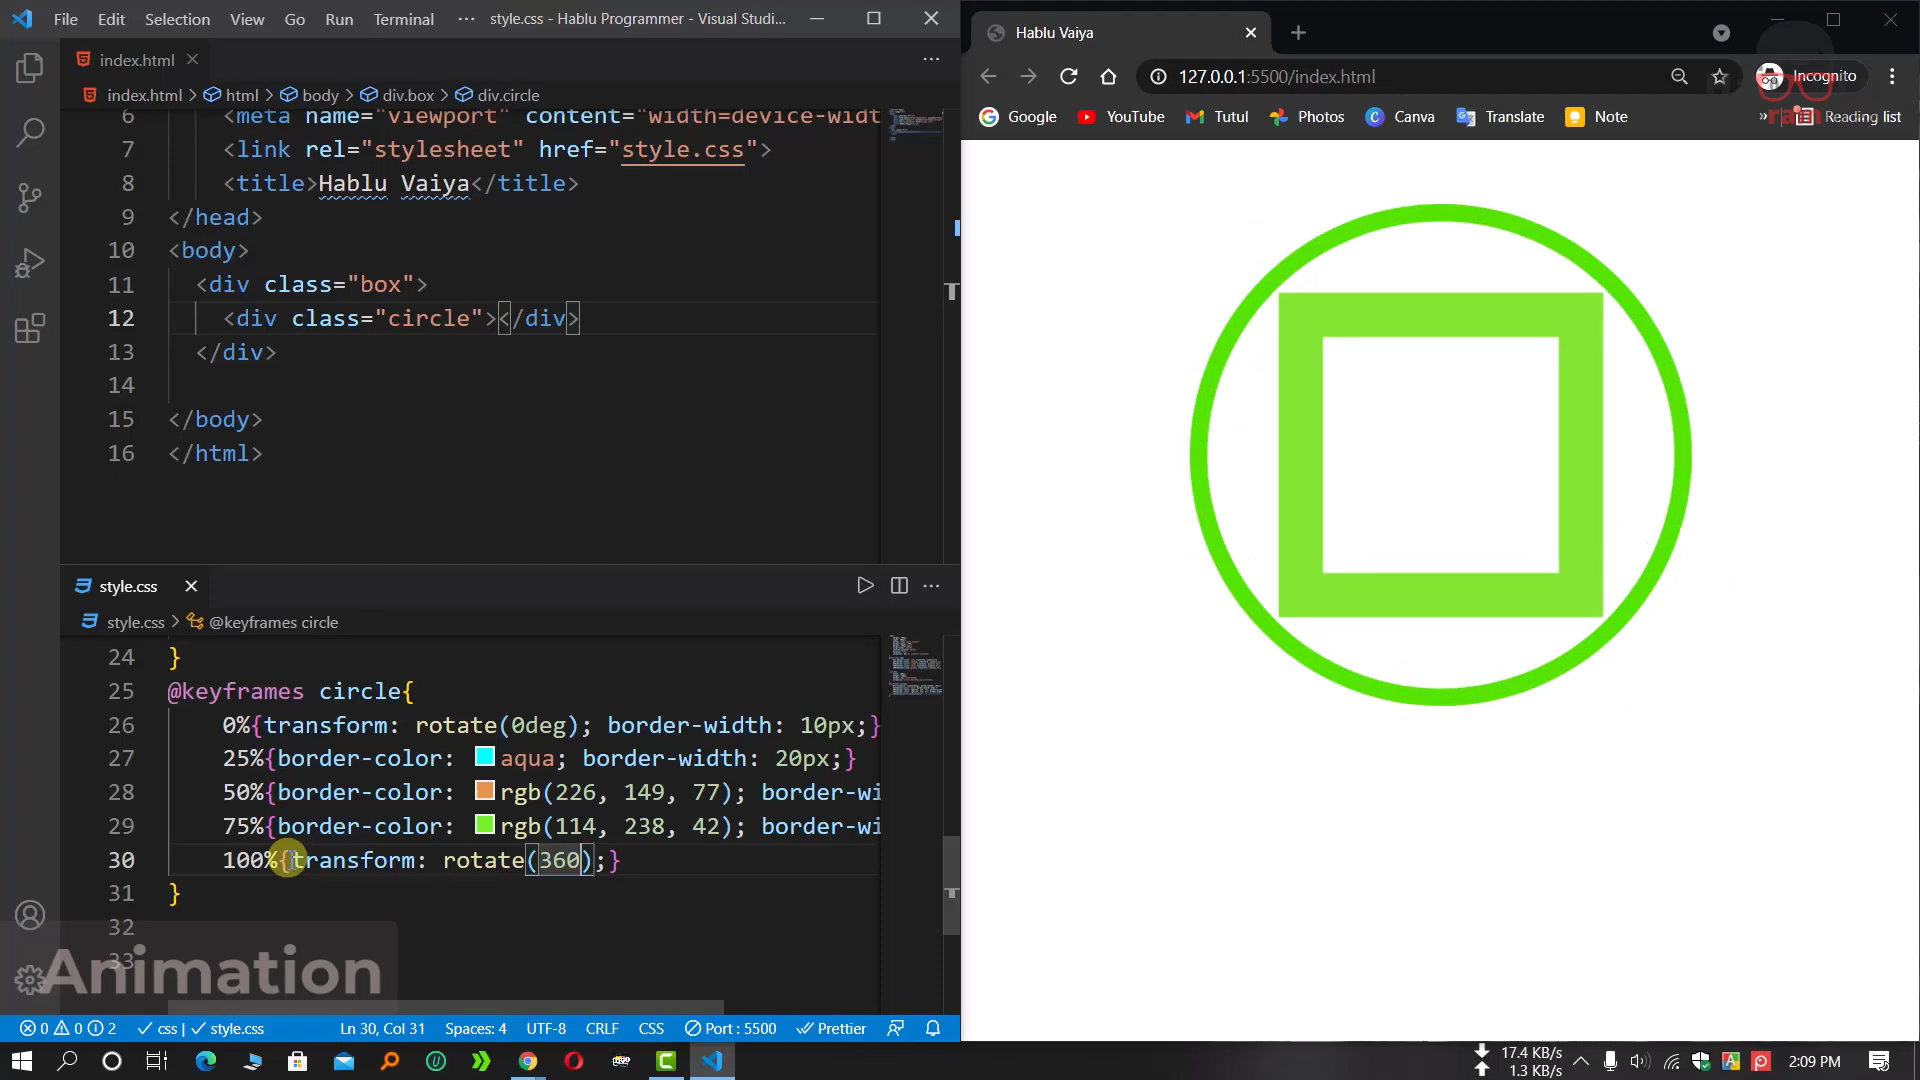 File Edit Selection View Go Run Terminal ··· style.css - Hablu Programmer - Visual Studi...
index.html
index.html > html > body > div.box > div.circle
6 <meta name="viewport" content="width=device-widt
7 <link rel="stylesheet" href="style.css">
8 <title>Hablu Vaiya</title>
9 </head>
10 <body>
11 <div class="box">
12 <div class="circle"></div>
13 </div>
14
15 </body>
16 </html>
style.css
style.css > @keyframes circle
24 }
25 @keyframes circle{
26 0%{transform: rotate(0deg); border-width: 10px;}
27 25%{border-color: aqua; border-width: 20px;}
28 50%{border-color: rgb(226, 149, 77); border-wi
29 75%{border-color: rgb(114, 238, 42); border-wi
30 100%{transform: rotate(360);}
31 }
32
33
Animation
0 0 2 css | style.css Ln 30, Col 31 Spaces: 4 UTF-8 CRLF CSS Port : 5500 Prettier
Hablu Vaiya
127.0.0.1:5500/index.html Incognito
Google YouTube Tutul Photos Canva Translate Note » Reading list
17.4 KB/s
1.3 KB/s
2:09 PM